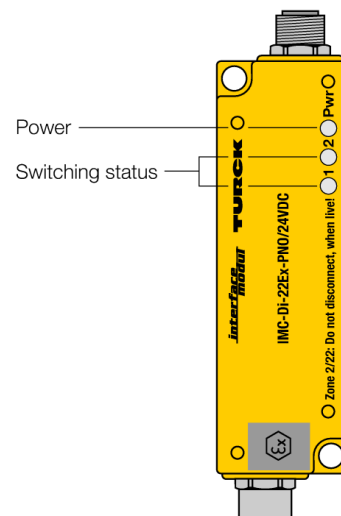 Power
Switching status
Pwr
2
1
TURCK
interface
modul
IMC-Di-22Ex-PNO/24VDC
Zone 2/22: Do not disconnect, when live!
Ex